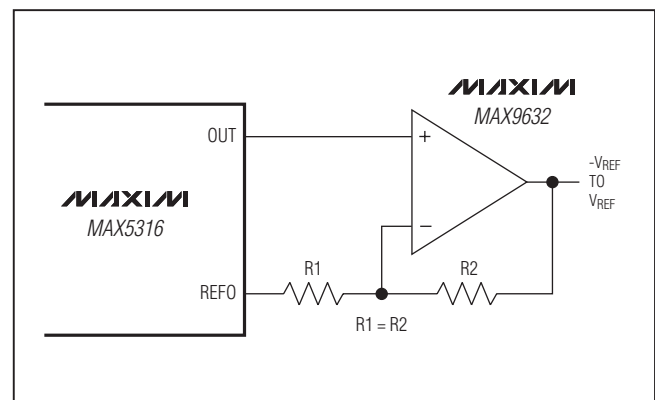 MAXIM
MAX9632
OUT
+
-VREF
TO
VREF
MAXIM
MAX5316
−
R1
R2
REFO
R1 = R2